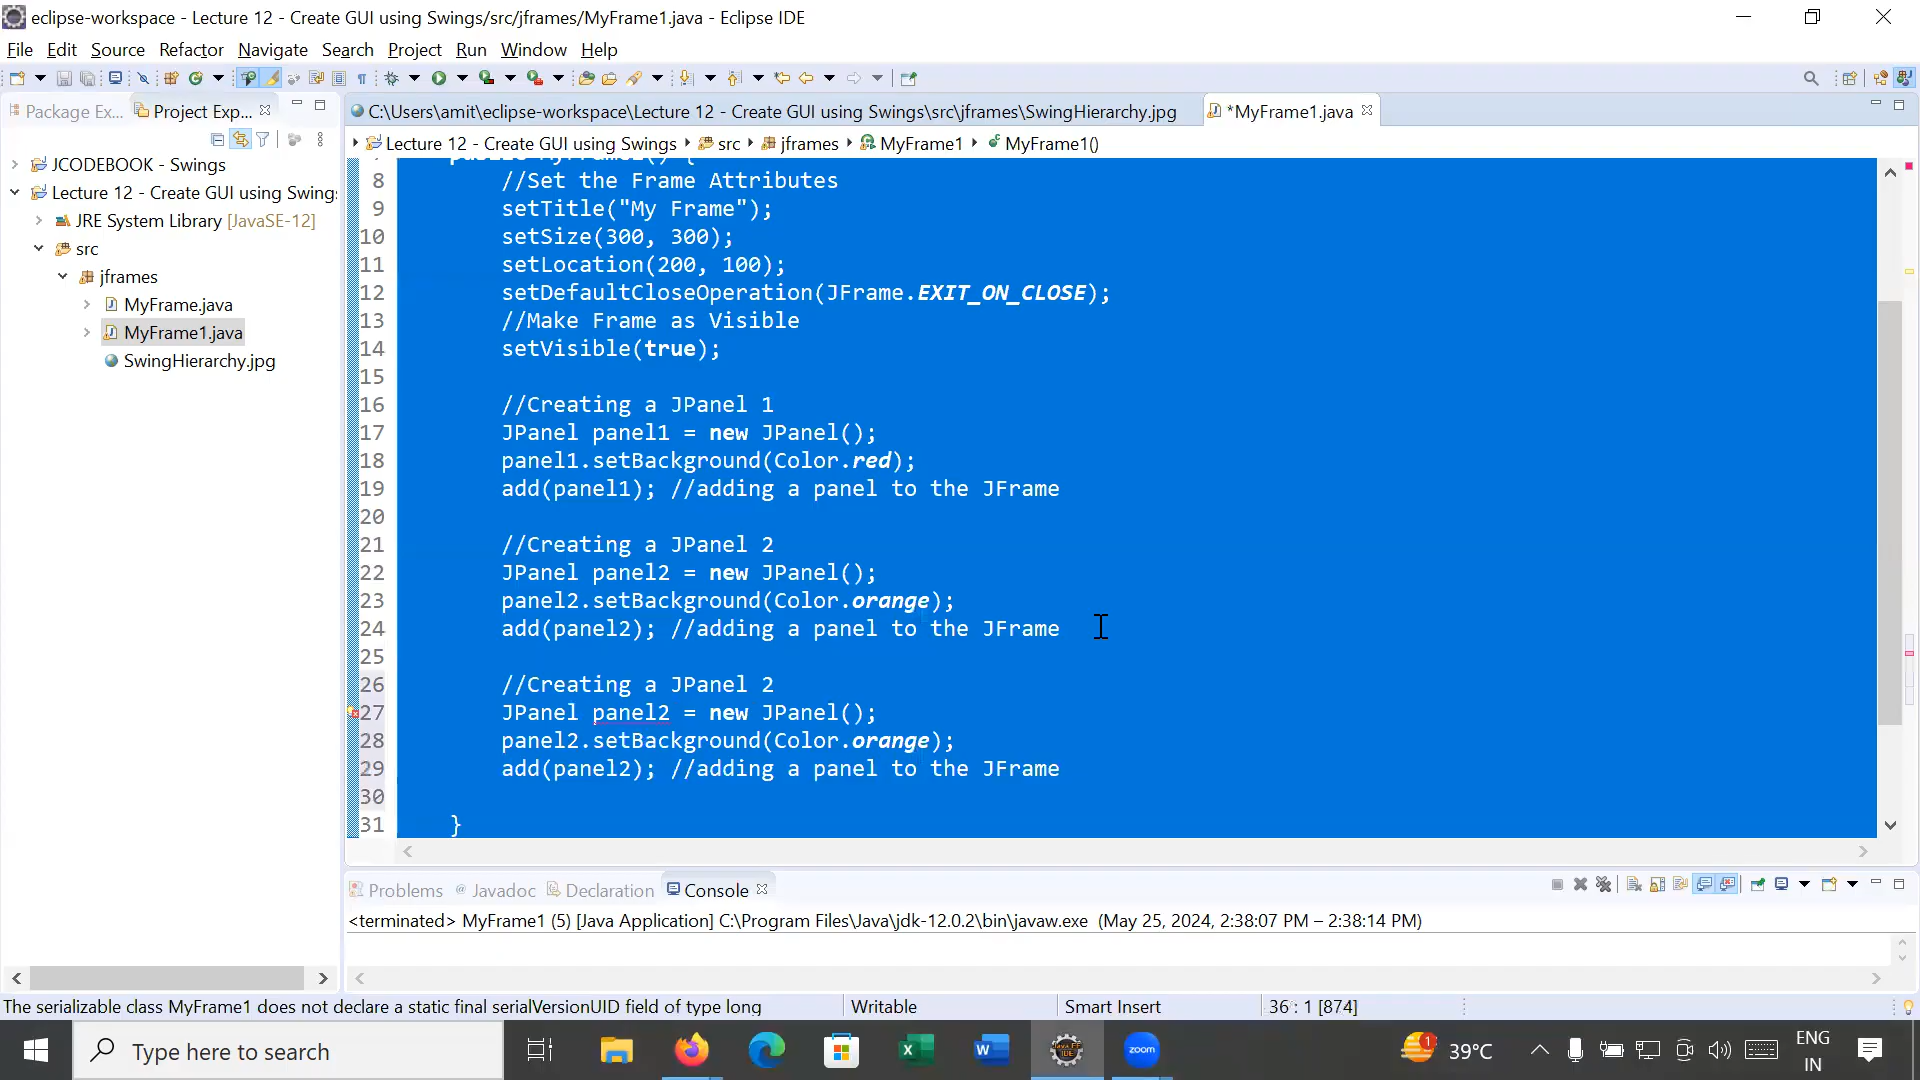 eclipse-workspace - Lecture 12 - Create GUI using Swings/src/jframes/MyFrame1.java - Eclipse IDE
File Edit Source Refactor Navigate Search Project Run Window Help
Package Ex... Project Exp...
C:\Users\amit\eclipse-workspace\Lecture 12 - Create GUI using Swings\src\jframes\SwingHierarchy.jpg *MyFrame1.java
Lecture 12 - Create GUI using Swings src jframes MyFrame1 MyFrame1()
JCODEBOOK - Swings
Lecture 12 - Create GUI using Swing
JRE System Library [JavaSE-12]
src
jframes
MyFrame.java
MyFrame1.java
SwingHierarchy.jpg
8 //Set the Frame Attributes
9 setTitle("My Frame");
10 setSize(300, 300);
11 setLocation(200, 100);
12 setDefaultCloseOperation(JFrame.EXIT_ON_CLOSE);
13 //Make Frame as Visible
14 setVisible(true);
15
16 //Creating a JPanel 1
17 JPanel panel1 = new JPanel();
18 panel1.setBackground(Color.red);
19 add(panel1); //adding a panel to the JFrame
20
21 //Creating a JPanel 2
22 JPanel panel2 = new JPanel();
23 panel2.setBackground(Color.orange);
24 add(panel2); //adding a panel to the JFrame
25
26 //Creating a JPanel 2
27 JPanel panel2 = new JPanel();
28 panel2.setBackground(Color.orange);
29 add(panel2); //adding a panel to the JFrame
30
31 }
Problems Javadoc Declaration Console
<terminated> MyFrame1 (5) [Java Application] C:\Program Files\Java\jdk-12.0.2\bin\javaw.exe (May 25, 2024, 2:38:07 PM – 2:38:14 PM)
The serializable class MyFrame1 does not declare a static final serialVersionUID field of type long Writable Smart Insert 36 : 1 [874]
Type here to search
zoom
1
39°C
ENG
IN